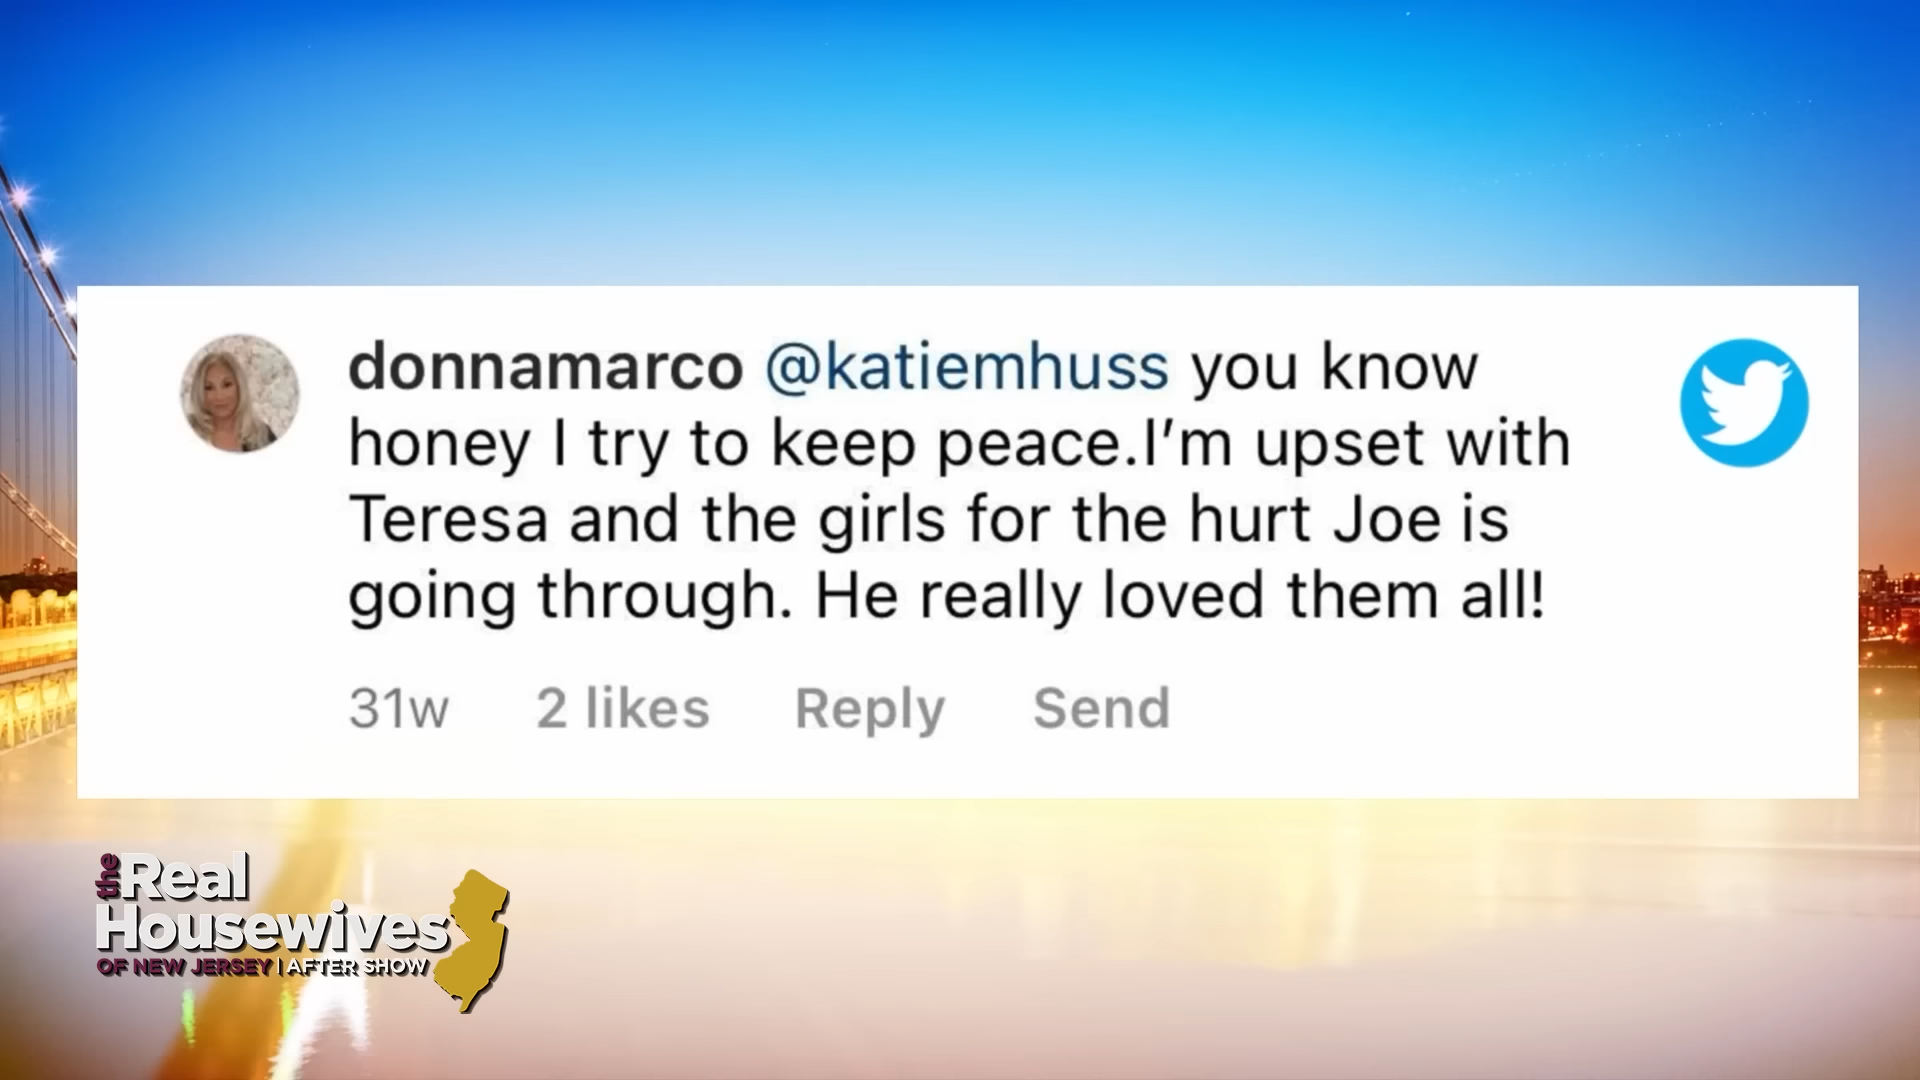 donnamarco @katiemhuss you know
honey I try to keep peace.I'm upset with
Teresa and the girls for the hurt Joe is
going through. He really loved them all!
31w 2 likes Reply Send
the Real
Housewives
OF NEW JERSEY | AFTER SHOW